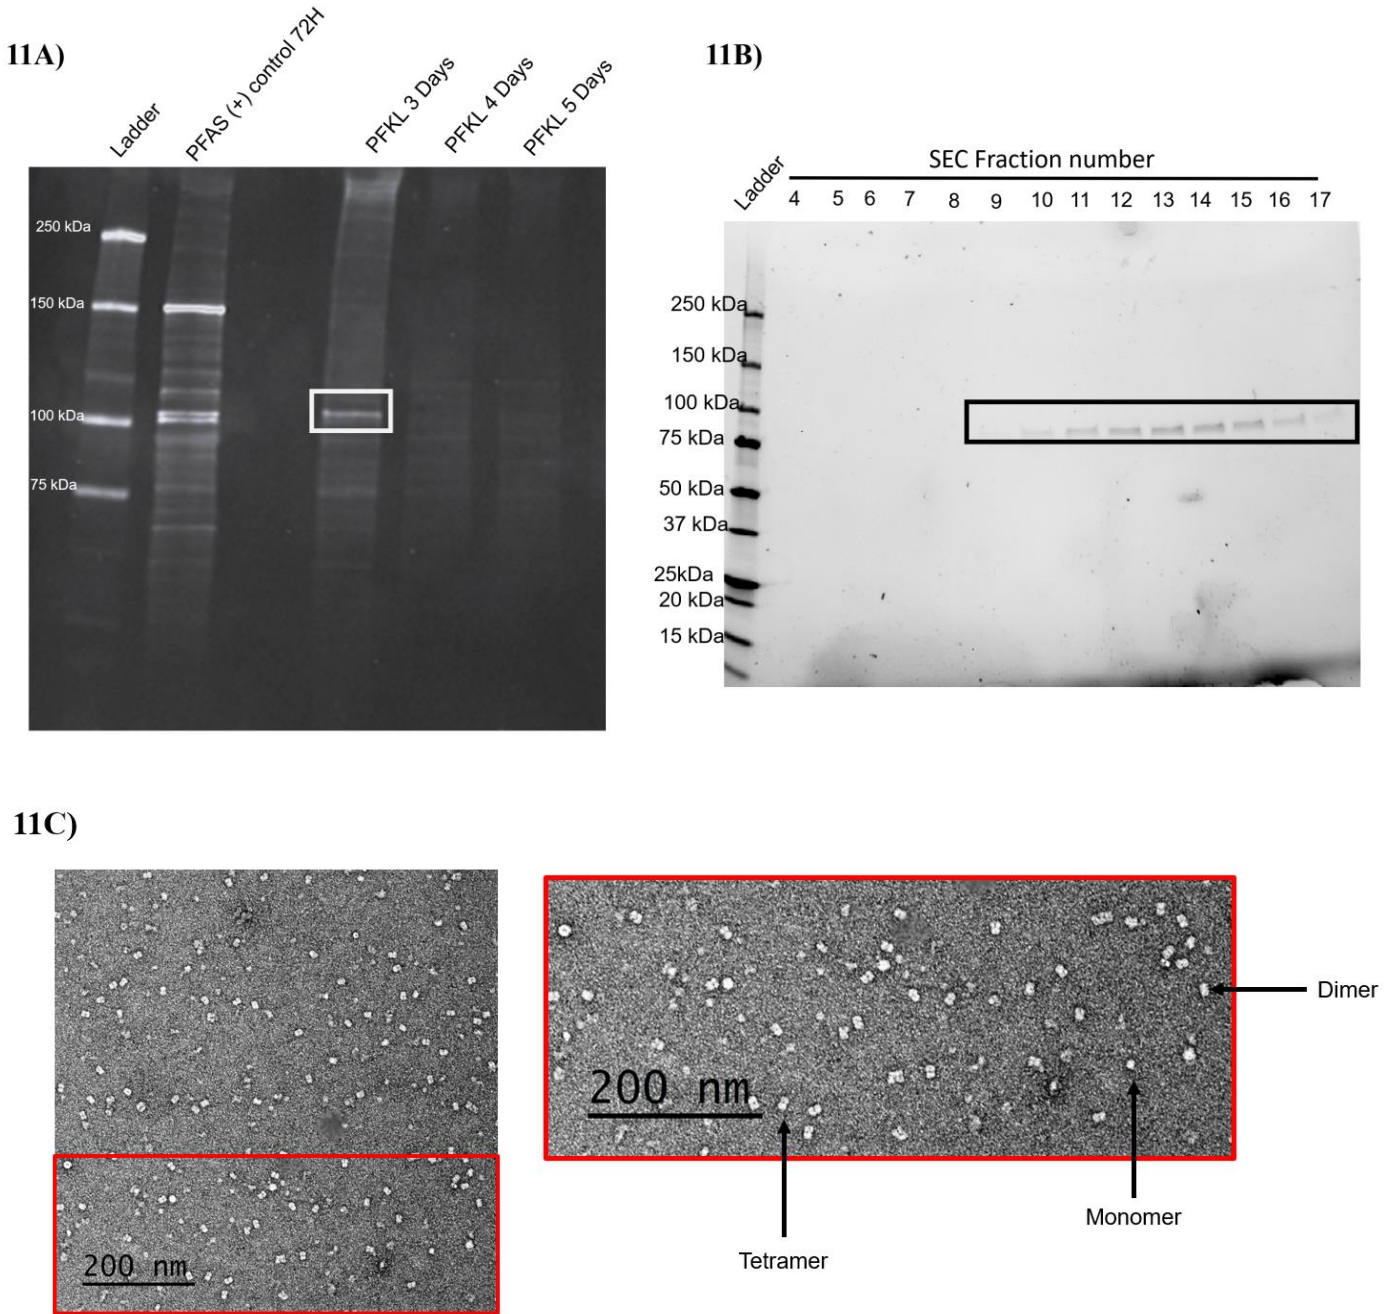 11A)
Ladder
PFAS (+) control 72H
PFKL 3 Days
PFKL 4 Days
PFKL 5 Days
250 kDa
150 kDa
100 kDa
75 kDa
11B)
SEC Fraction number
Ladder
4 5 6 7 8 9 10 11 12 13 14 15 16 17
250 kDa
150 kDa
100 kDa
75 kDa
50 kDa
37 kDa
25kDa
20 kDa
15 kDa
11C)
200 nm
200 nm
Dimer
Monomer
Tetramer